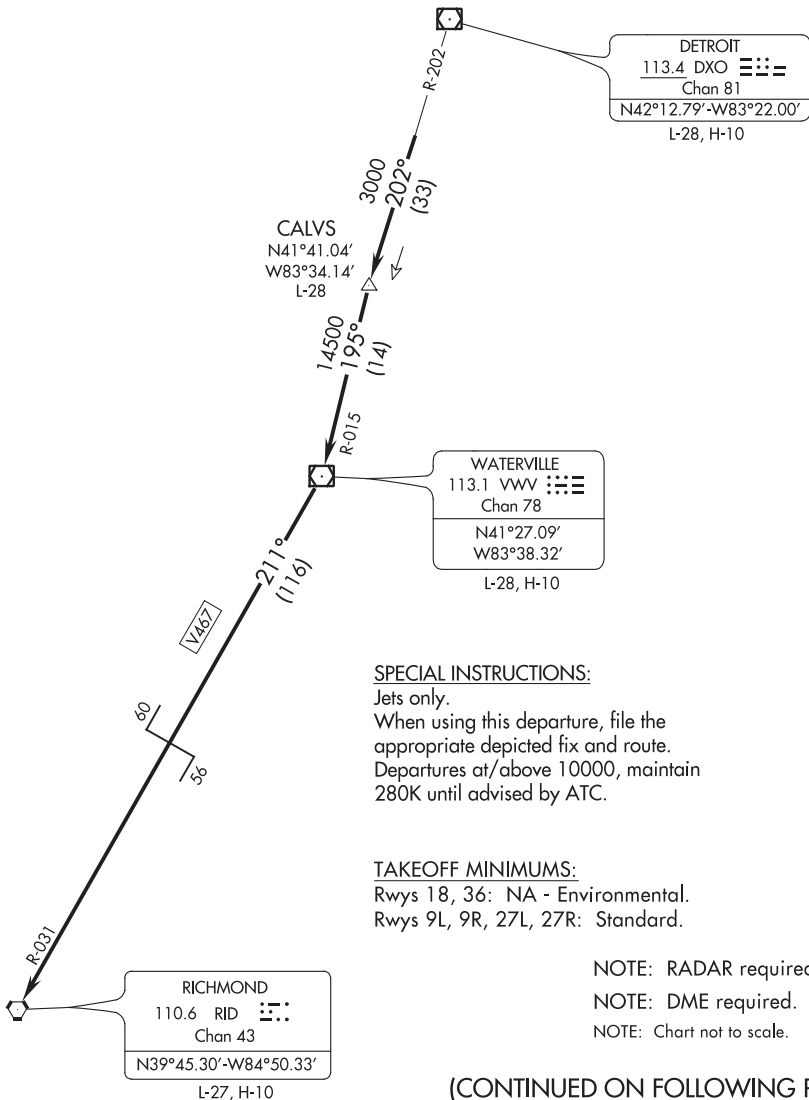 DETROIT
113.4 DXO
Chan 81
N42°12.79'-W83°22.00'
L-28, H-10
R-202
3000
202°
(33)
CALVS
N41°41.04'
W83°34.14'
L-28
14500
195°
(14)
R-015
WATERVILLE
113.1 VWV
Chan 78
N41°27.09'
W83°38.32'
L-28, H-10
211°
(116)
V467
60
56
SPECIAL INSTRUCTIONS:
Jets only.
When using this departure, file the
appropriate depicted fix and route.
Departures at/above 10000, maintain
280K until advised by ATC.
TAKEOFF MINIMUMS:
Rwys 18, 36: NA - Environmental.
Rwys 9L, 9R, 27L, 27R: Standard.
R-031
RICHMOND
110.6 RID
Chan 43
N39°45.30'-W84°50.33'
L-27, H-10
NOTE: RADAR required
NOTE: DME required.
NOTE: Chart not to scale.
(CONTINUED ON FOLLOWING